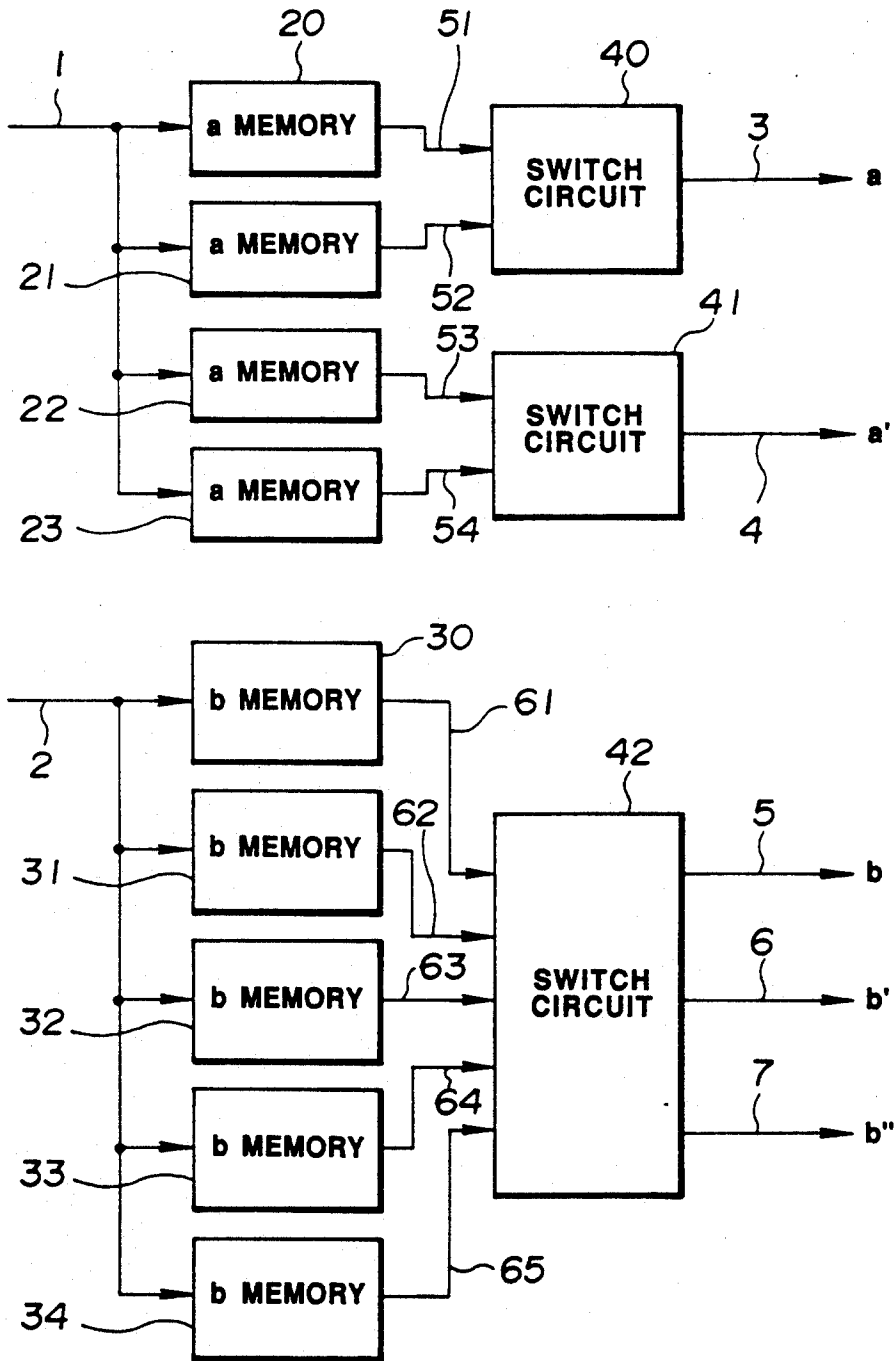 51
20
40
1
a MEMORY
3
SWITCH
CIRCUIT
a
a MEMORY
21
52
41
53
a MEMORY
22
SWITCH
CIRCUIT
a'
a MEMORY
23
54
4
30
b MEMORY
61
2
42
62
5
b MEMORY
b
31
63
6
b MEMORY
SWITCH
CIRCUIT
b'
32
64
7
b MEMORY
b"
33
65
b MEMORY
34